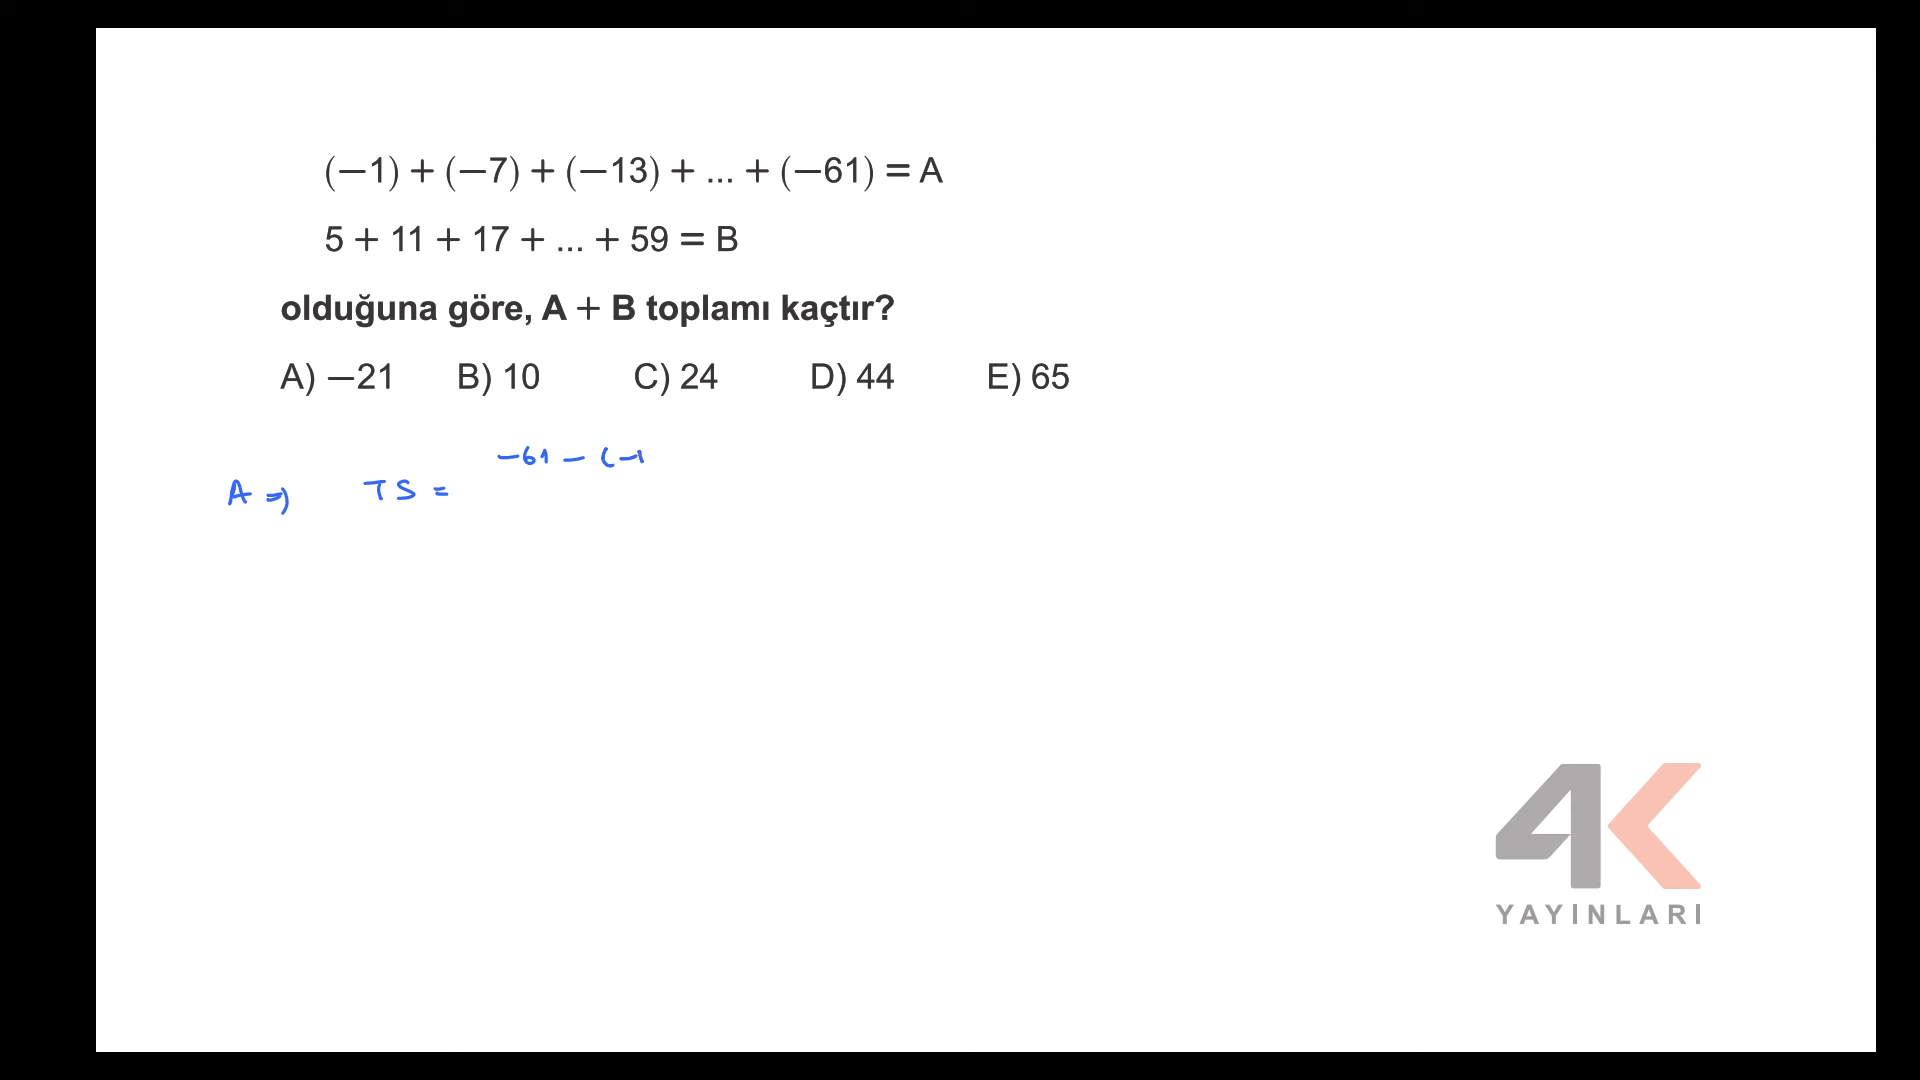 (−1) + (−7) + (−13) + ... + (−61) = A
5 + 11 + 17 + ... + 59 = B
olduğuna göre, A + B toplamı kaçtır?
A) −21 B) 10 C) 24 D) 44 E) 65
−61 − (−1
A ⇒ TS =
4K
YAYINLARI